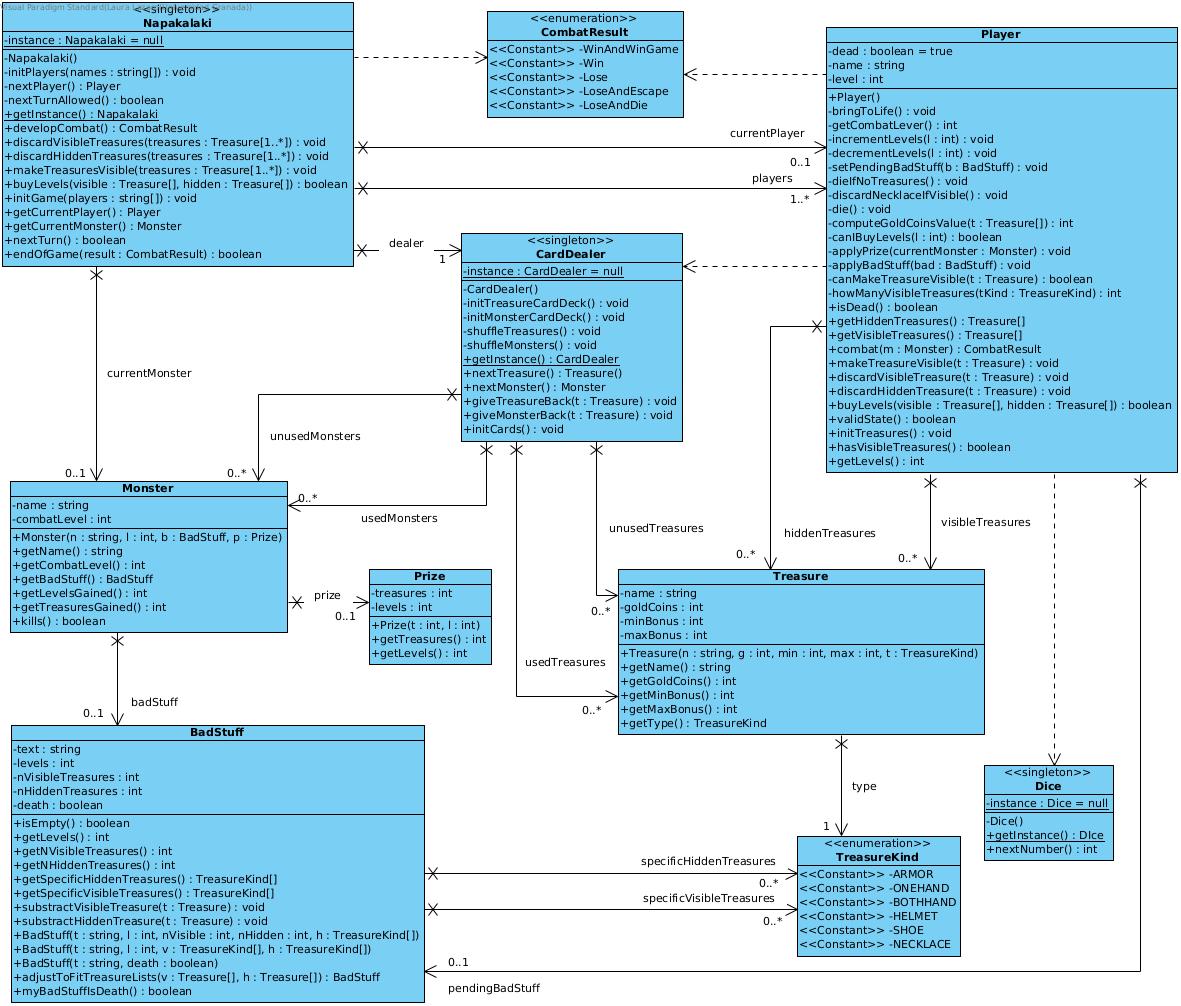 <<singleton>>
Napakalaki
-instance : Napakalaki = null
-Napakalaki()
-initPlayers(names : string[]) : void
-nextPlayer() : Player
-nextTurnAllowed() : boolean
+getInstance() : Napakalaki
+developCombat() : CombatResult
+discardVisibleTreasures(treasures : Treasure[1..*]) : void
+discardHiddenTreasures(treasures : Treasure[1..*]) : void
+makeTreasuresVisible(treasures : Treasure[1..*]) : void
+buyLevels(visible : Treasure[], hidden : Treasure[]) : boolean
+initGame(players : string[]) : void
+getCurrentPlayer() : Player
+getCurrentMonster() : Monster
+nextTurn() : boolean
+endOfGame(result : CombatResult) : boolean
<<enumeration>>
CombatResult
<<Constant>> -WinAndWinGame
<<Constant>> -Win
<<Constant>> -Lose
<<Constant>> -LoseAndEscape
<<Constant>> -LoseAndDie
Player
-dead : boolean = true
-name : string
-level : int
+Player()
-bringToLife() : void
-getCombatLever() : int
-incrementLevels(l : int) : void
-decrementLevels(l : int) : void
-setPendingBadStuff(b : BadStuff) : void
-dieIfNoTreasures() : void
-discardNecklaceIfVisible() : void
-die() : void
-computeGoldCoinsValue(t : Treasure[]) : int
-canIBuyLevels(l : int) : boolean
-applyPrize(currentMonster : Monster) : void
-applyBadStuff(bad : BadStuff) : void
-canMakeTreasureVisible(t : Treasure) : boolean
-howManyVisibleTreasures(tKind : TreasureKind) : int
+isDead() : boolean
+getHiddenTreasures() : Treasure[]
+getVisibleTreasures() : Treasure[]
+combat(m : Monster) : CombatResult
+makeTreasureVisible(t : Treasure) : void
+discardVisibleTreasure(t : Treasure) : void
+discardHiddenTreasure(t : Treasure) : void
+buyLevels(visible : Treasure[], hidden : Treasure[]) : boolean
+validState() : boolean
+initTreasures() : void
+hasVisibleTreasures() : boolean
+getLevels() : int
currentPlayer
0..1
players
1..*
dealer
1
<<singleton>>
CardDealer
-instance : CardDealer = null
-CardDealer()
-initTreasureCardDeck() : void
-initMonsterCardDeck() : void
-shuffleTreasures() : void
-shuffleMonsters() : void
+getInstance() : CardDealer
+nextTreasure() : Treasure()
+nextMonster() : Monster
+giveTreasureBack(t : Treasure) : void
+giveMonsterBack(t : Treasure) : void
+initCards() : void
currentMonster
0..1
unusedMonsters
0..*
0..*
usedMonsters
unusedTreasures
0..*
usedTreasures
0..*
hiddenTreasures
0..*
visibleTreasures
0..*
Monster
-name : string
-combatLevel : int
+Monster(n : string, l : int, b : BadStuff, p : Prize)
+getName() : string
+getCombatLevel() : int
+getBadStuff() : BadStuff
+getLevelsGained() : int
+getTreasuresGained() : int
+kills() : boolean
prize
0..1
Prize
-treasures : int
-levels : int
+Prize(t : int, l : int)
+getTreasures() : int
+getLevels() : int
Treasure
-name : string
-goldCoins : int
-minBonus : int
-maxBonus : int
+Treasure(n : string, g : int, min : int, max : int, t : TreasureKind)
+getName() : string
+getGoldCoins() : int
+getMinBonus() : int
+getMaxBonus() : int
+getType() : TreasureKind
badStuff
0..1
BadStuff
-text : string
-levels : int
-nVisibleTreasures : int
-nHiddenTreasures : int
-death : boolean
+isEmpty() : boolean
+getLevels() : int
+getNVisibleTreasures() : int
+getNHiddenTreasures() : int
+getSpecificHiddenTreasures() : TreasureKind[]
+getSpecificVisibleTreasures() : TreasureKind[]
+substractVisibleTreasure(t : Treasure) : void
+substractHiddenTreasure(t : Treasure) : void
+BadStuff(t : string, l : int, nVisible : int, nHidden : int, h : TreasureKind[])
+BadStuff(t : string, l : int, v : TreasureKind[], h : TreasureKind[])
+BadStuff(t : string, death : boolean)
+adjustToFitTreasureLists(v : Treasure[], h : Treasure[]) : BadStuff
+myBadStuffIsDeath() : boolean
type
1
specificHiddenTreasures
0..*
specificVisibleTreasures
0..*
<<enumeration>>
TreasureKind
<<Constant>> -ARMOR
<<Constant>> -ONEHAND
<<Constant>> -BOTHHAND
<<Constant>> -HELMET
<<Constant>> -SHOE
<<Constant>> -NECKLACE
<<singleton>>
Dice
-instance : Dice = null
-Dice()
+getInstance() : DIce
+nextNumber() : int
0..1
pendingBadStuff